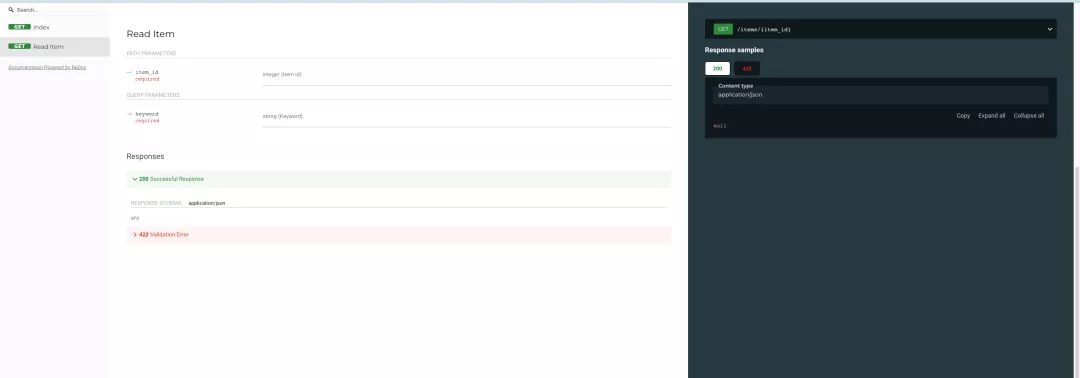 Search...
GET Index
GET Read Item
Documentation Powered by ReDoc
Read Item
PATH PARAMETERS
item_id
required
integer (Item Id)
QUERY PARAMETERS
keyword
required
string (Keyword)
Responses
200 Successful Response
RESPONSE SCHEMA: application/json
any
422 Validation Error
GET /items/{item_id}
Response samples
200 422
Content type
application/json
Copy Expand all Collapse all
null